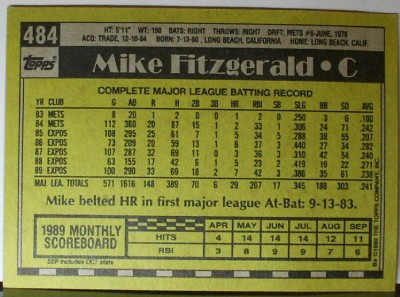 484
HT: 5'11" WT: 190 BATS: RIGHT THROWS: RIGHT DRFT: METS #6-JUNE, 1978
ACQ: TRADE, 12-10-84 BORN: 7-13-60, LONG BEACH, CALIFORNIA HOME: LONG BEACH, CALIF.
Topps
Mike Fitzgerald • C
COMPLETE MAJOR LEAGUE BATTING RECORD
YR CLUB G AB R H 2B 3B HR RBI SB SLG BB SO AVG
83 METS 8 20 1 2 0 0 1 2 0 .250 3 6 .100
84 METS 112 360 20 87 15 1 2 33 1 .306 24 71 .242
85 EXPOS 108 295 25 61 7 1 5 34 5 .288 38 55 .207
86 EXPOS 73 209 20 59 13 1 6 37 3 .440 27 34 .282
87 EXPOS 107 287 32 69 11 0 3 36 3 .310 42 54 .240
88 EXPOS 63 155 17 42 6 1 5 23 2 .419 19 22 .271
89 EXPOS 100 290 33 69 18 2 7 42 3 .386 35 61 .238
MAJ. LEA. TOTALS 571 1616 148 389 70 6 29 207 17 .345 188 303 .241
Mike belted HR in first major league At-Bat: 9-13-83.
1989 MONTHLY SCOREBOARD
APR MAY JUN JUL AUG SEP
HITS 4 14 14 14 12 11
RBI 3 8 9 9 7 6
SEP INCLUDES OCT stats
THE TOPPS COMPANY, INC.